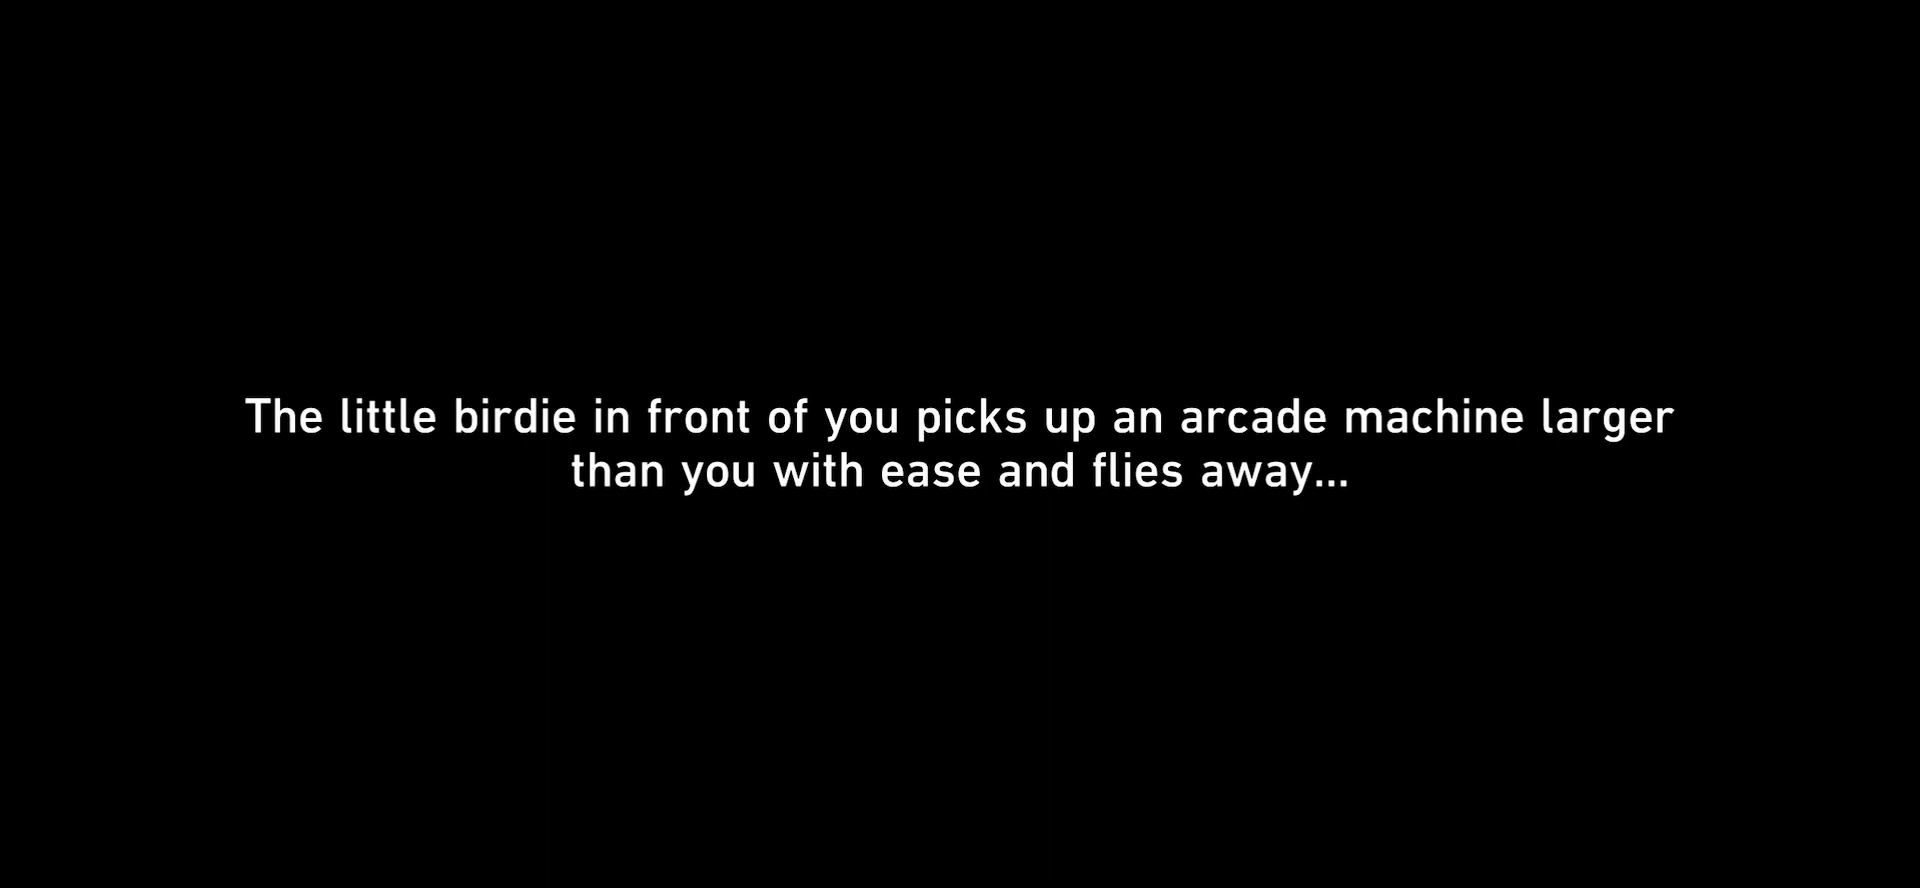 The little birdie in front of you picks up an arcade machine larger
than you with ease and flies away...